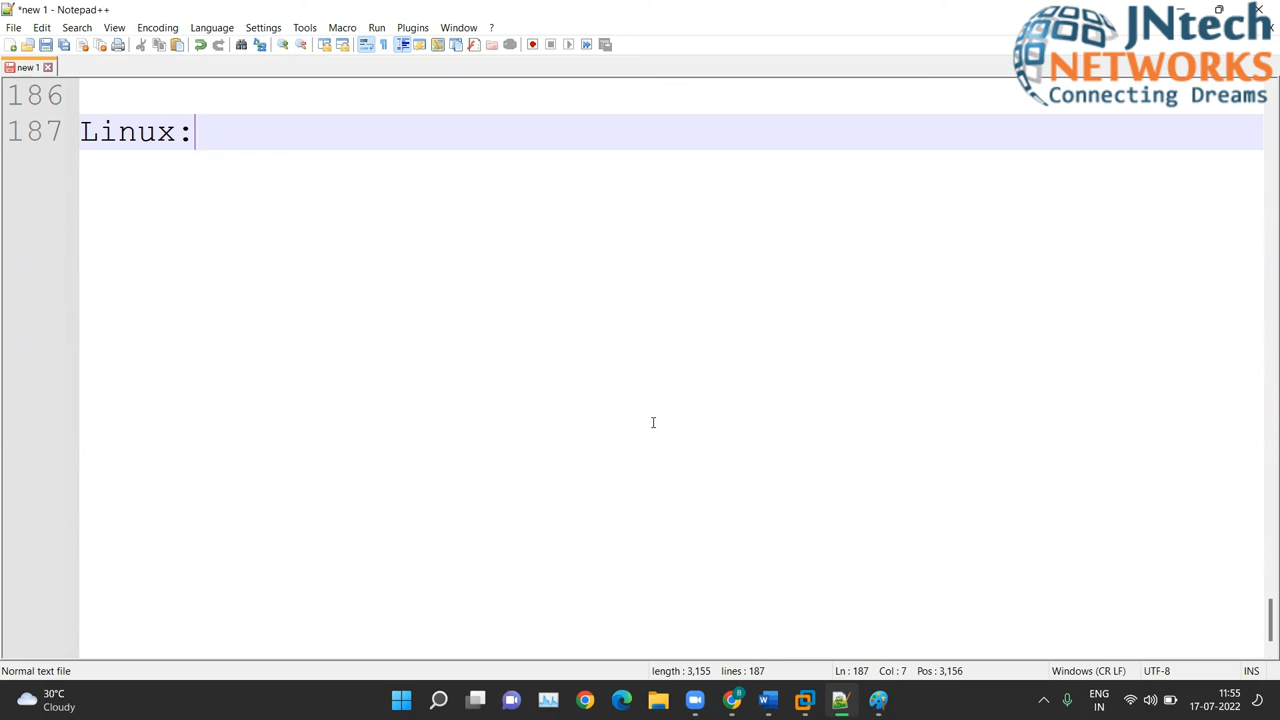 *new 1 - Notepad++
File Edit Search View Encoding Language Settings Tools Macro Run Plugins Window ?
new 1
JNtech
NETWORKS
Connecting Dreams
186
187 Linux:
Normal text file length : 3,155 lines : 187 Ln : 187 Col : 7 Pos : 3,156 Windows (CR LF) UTF-8 INS
30°C
Cloudy
8
ENG
IN
11:55
17-07-2022